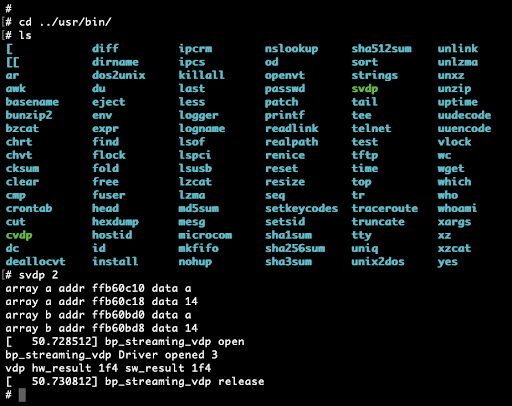 #
[# cd ../usr/bin/
[# ls
[ diff ipcrm nslookup sha512sum unlink
[[ dirname ipcs od sort unlzma
ar dos2unix killall openvt strings unxz
awk du last passwd svdp unzip
basename eject less patch tail uptime
bunzip2 env logger printf tee uudecode
bzcat expr logname readlink telnet uuencode
chrt find lsof realpath test vlock
chvt flock lspci renice tftp wc
cksum fold lsusb reset time wget
clear free lzcat resize top which
cmp fuser lzma seq tr who
crontab head md5sum setkeycodes traceroute whoami
cut hexdump mesg setsid truncate xargs
cvdp hostid microcom sha1sum tty xz
dc id mkfifo sha256sum uniq xzcat
deallocvt install nohup sha3sum unix2dos yes
[# svdp 2
array a addr ffb60c10 data a
array a addr ffb60c18 data 14
array b addr ffb60bd0 data a
array b addr ffb60bd8 data 14
[ 50.728512] bp_streaming_vdp open
bp_streaming_vdp Driver opened 3
vdp hw_result 1f4 sw_result 1f4
[ 50.730812] bp_streaming_vdp release
#